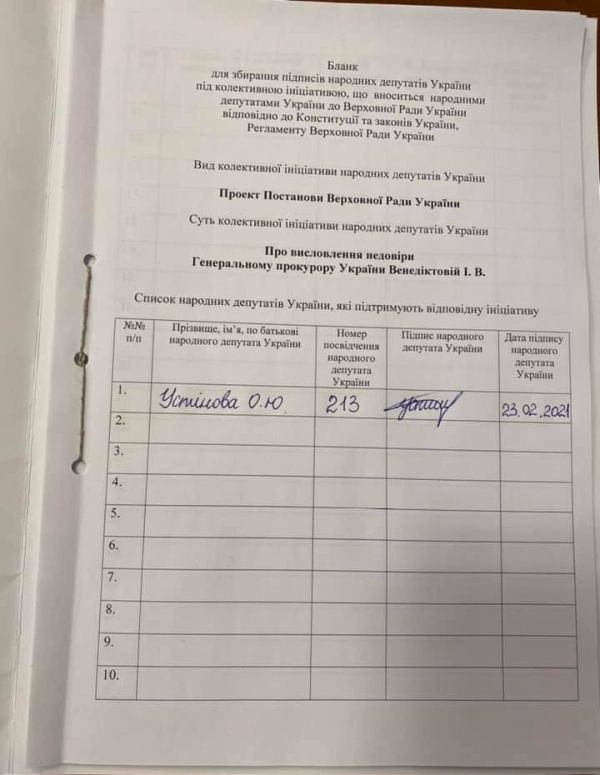 Бланк
для збирання підписів народних депутатів України
під колективною ініціативою, що вноситься народними
депутатами України до Верховної Ради України
відповідно до Конституції та законів України,
Регламенту Верховної Ради України
Вид колективної ініціативи народних депутатів України
Проект Постанови Верховної Ради України
Суть колективної ініціативи народних депутатів України
Про висловлення недовіри
Генеральному прокурору України Венедіктовій І. В.
Список народних депутатів України, які підтримують відповідну ініціативу
№№ п/п Прізвище, ім’я, по батькові народного депутата України Номер посвідчення народного депутата України Підпис народного депутата України Дата підпису народного депутата України
1. Устінова О.Ю. 213 23.02.2021
2.
3.
4.
5.
6.
7.
8.
9.
10.